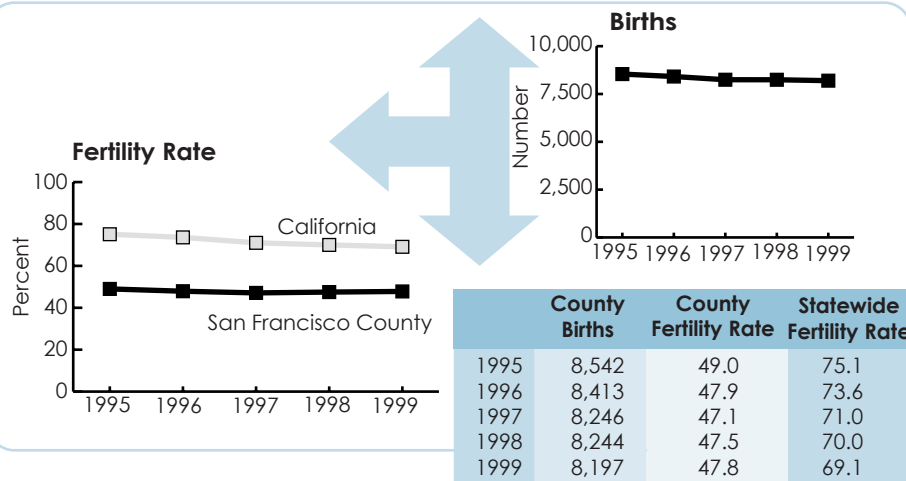 Births
10,000
7,500
5,000
2,500
0
Number
1995 1996 1997 1998 1999
Fertility Rate
100
80
60
40
20
0
Percent
California
San Francisco County
1995 1996 1997 1998 1999
County County Statewide
Births Fertility Rate Fertility Rate
1995 8,542 49.0 75.1
1996 8,413 47.9 73.6
1997 8,246 47.1 71.0
1998 8,244 47.5 70.0
1999 8,197 47.8 69.1